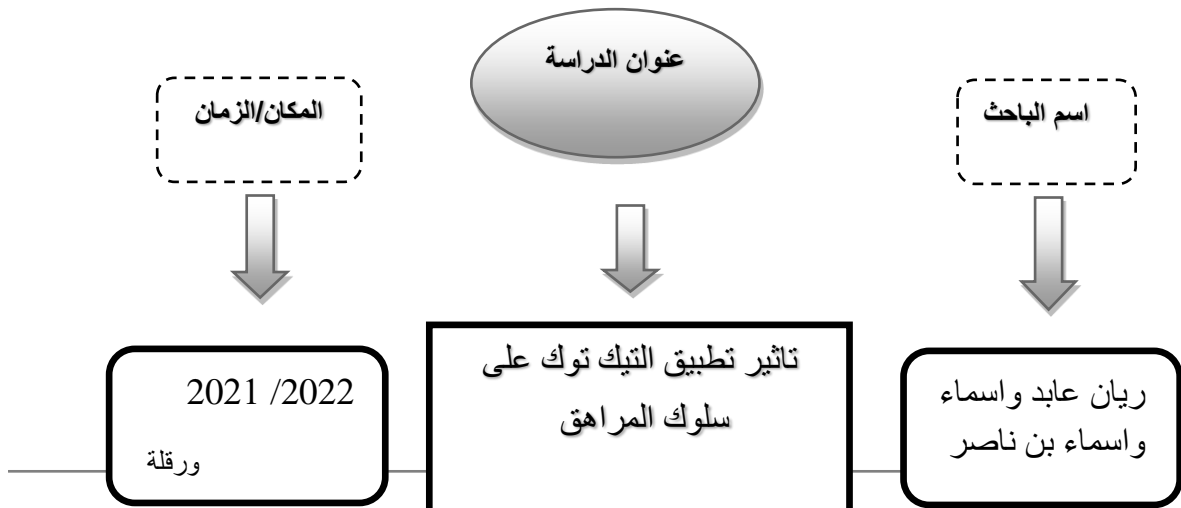 عنوان الدراسة
اسم الباحث
المكان/الزمان
تاثير تطبيق التيك توك على
سلوك المراهق
ريان عابد واسماء
واسماء بن ناصر
2021 /2022
ورقلة